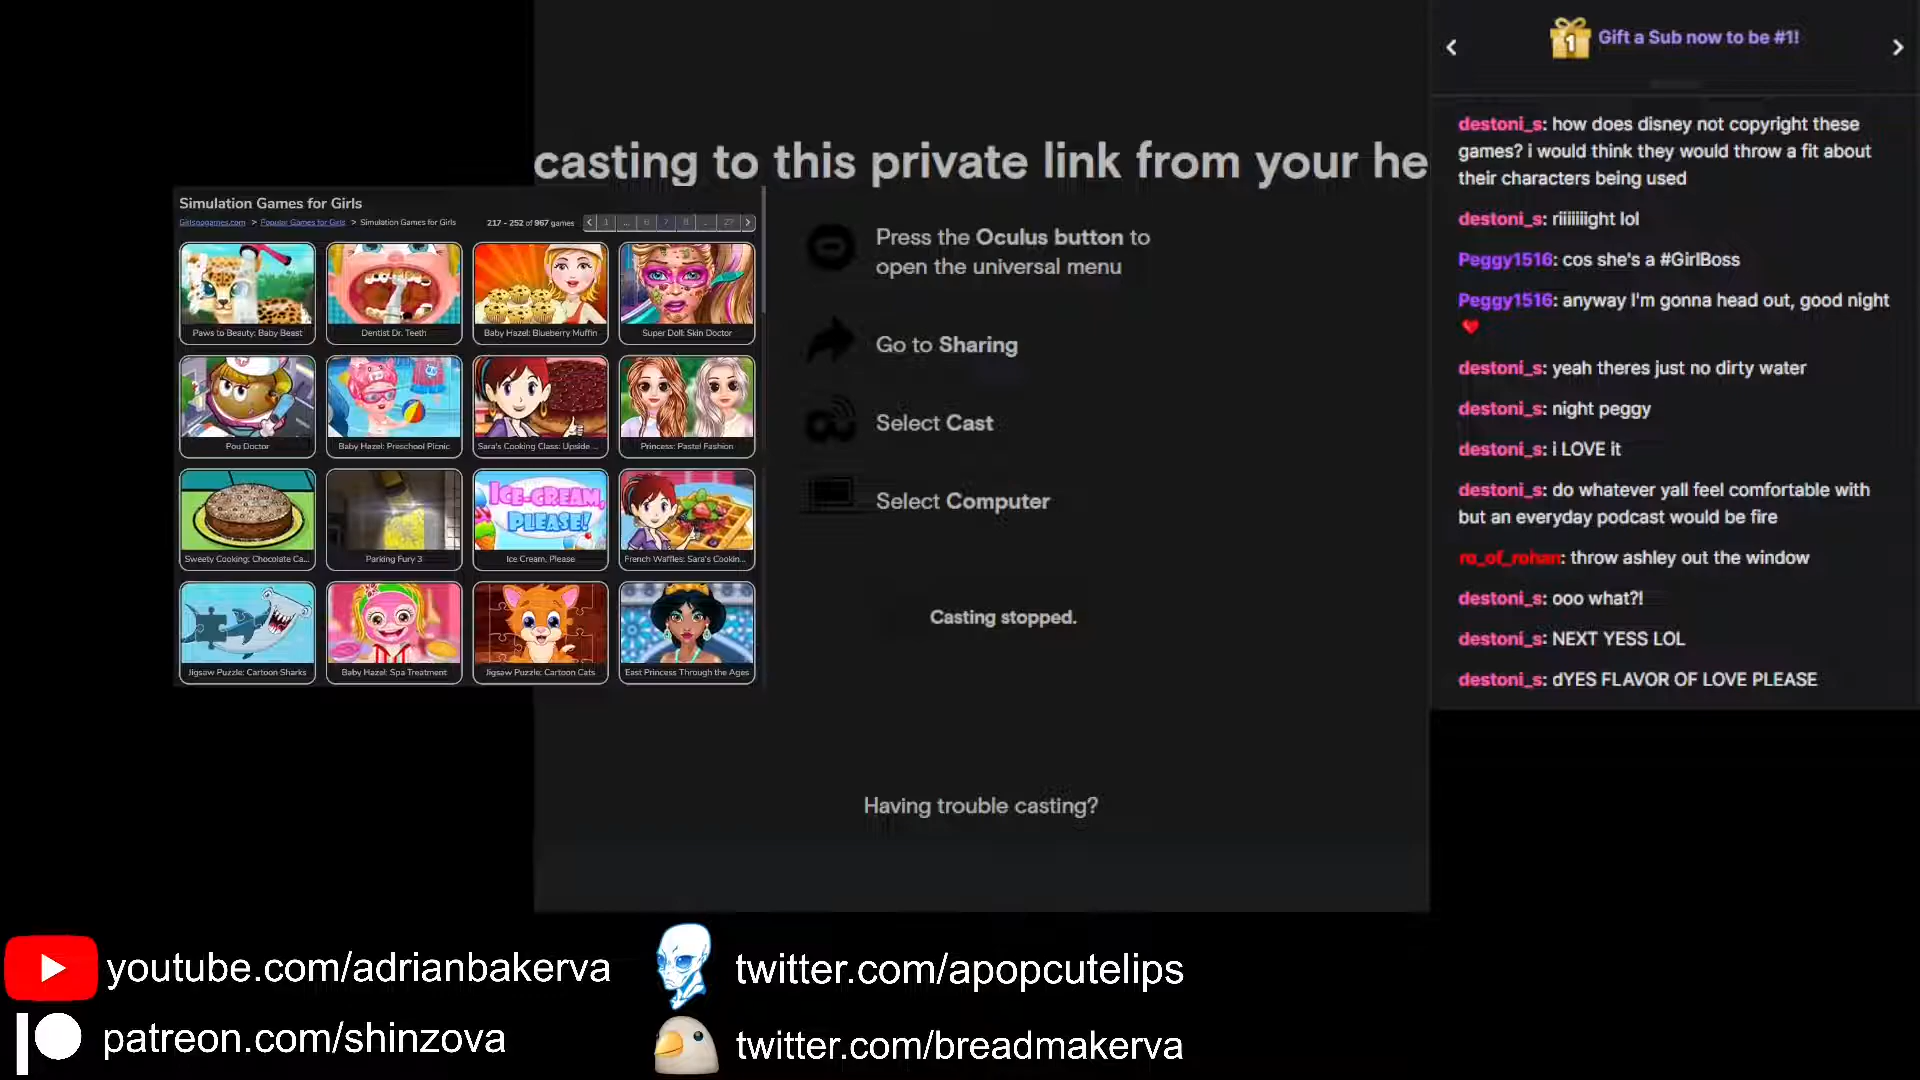 Gift a Sub now to be #1!
casting to this private link from your he
Simulation Games for Girls
Girlsgogames.com > Popular Games for Girls > Simulation Games for Girls
217 - 252 of 967 games
1 ... 6 7 8 ... 27
Paws to Beauty: Baby Beast
Dentist Dr. Teeth
Baby Hazel: Blueberry Muffin
Super Doll: Skin Doctor
Pou Doctor
Baby Hazel: Preschool Picnic
Sara's Cooking Class: Upside ...
Princess: Pastel Fashion
Sweety Cooking: Chocolate Ca...
Parking Fury 3
ICE-CREAM, PLEASE!
Ice Cream, Please
French Waffles: Sara's Cookin...
Jigsaw Puzzle: Cartoon Sharks
Baby Hazel: Spa Treatment
Jigsaw Puzzle: Cartoon Cats
East Princess Through the Ages
Press the Oculus button to
open the universal menu
Go to Sharing
Select Cast
Select Computer
Casting stopped.
Having trouble casting?
destoni_s: how does disney not copyright these
games? i would think they would throw a fit about
their characters being used
destoni_s: riiiiiiight lol
Peggy1516: cos she's a #GirlBoss
Peggy1516: anyway I'm gonna head out, good night
destoni_s: yeah theres just no dirty water
destoni_s: night peggy
destoni_s: i LOVE it
destoni_s: do whatever yall feel comfortable with
but an everyday podcast would be fire
ro_of_rohan: throw ashley out the window
destoni_s: ooo what?!
destoni_s: NEXT YESS LOL
destoni_s: dYES FLAVOR OF LOVE PLEASE
youtube.com/adrianbakerva
twitter.com/apopcutelips
patreon.com/shinzova
twitter.com/breadmakerva